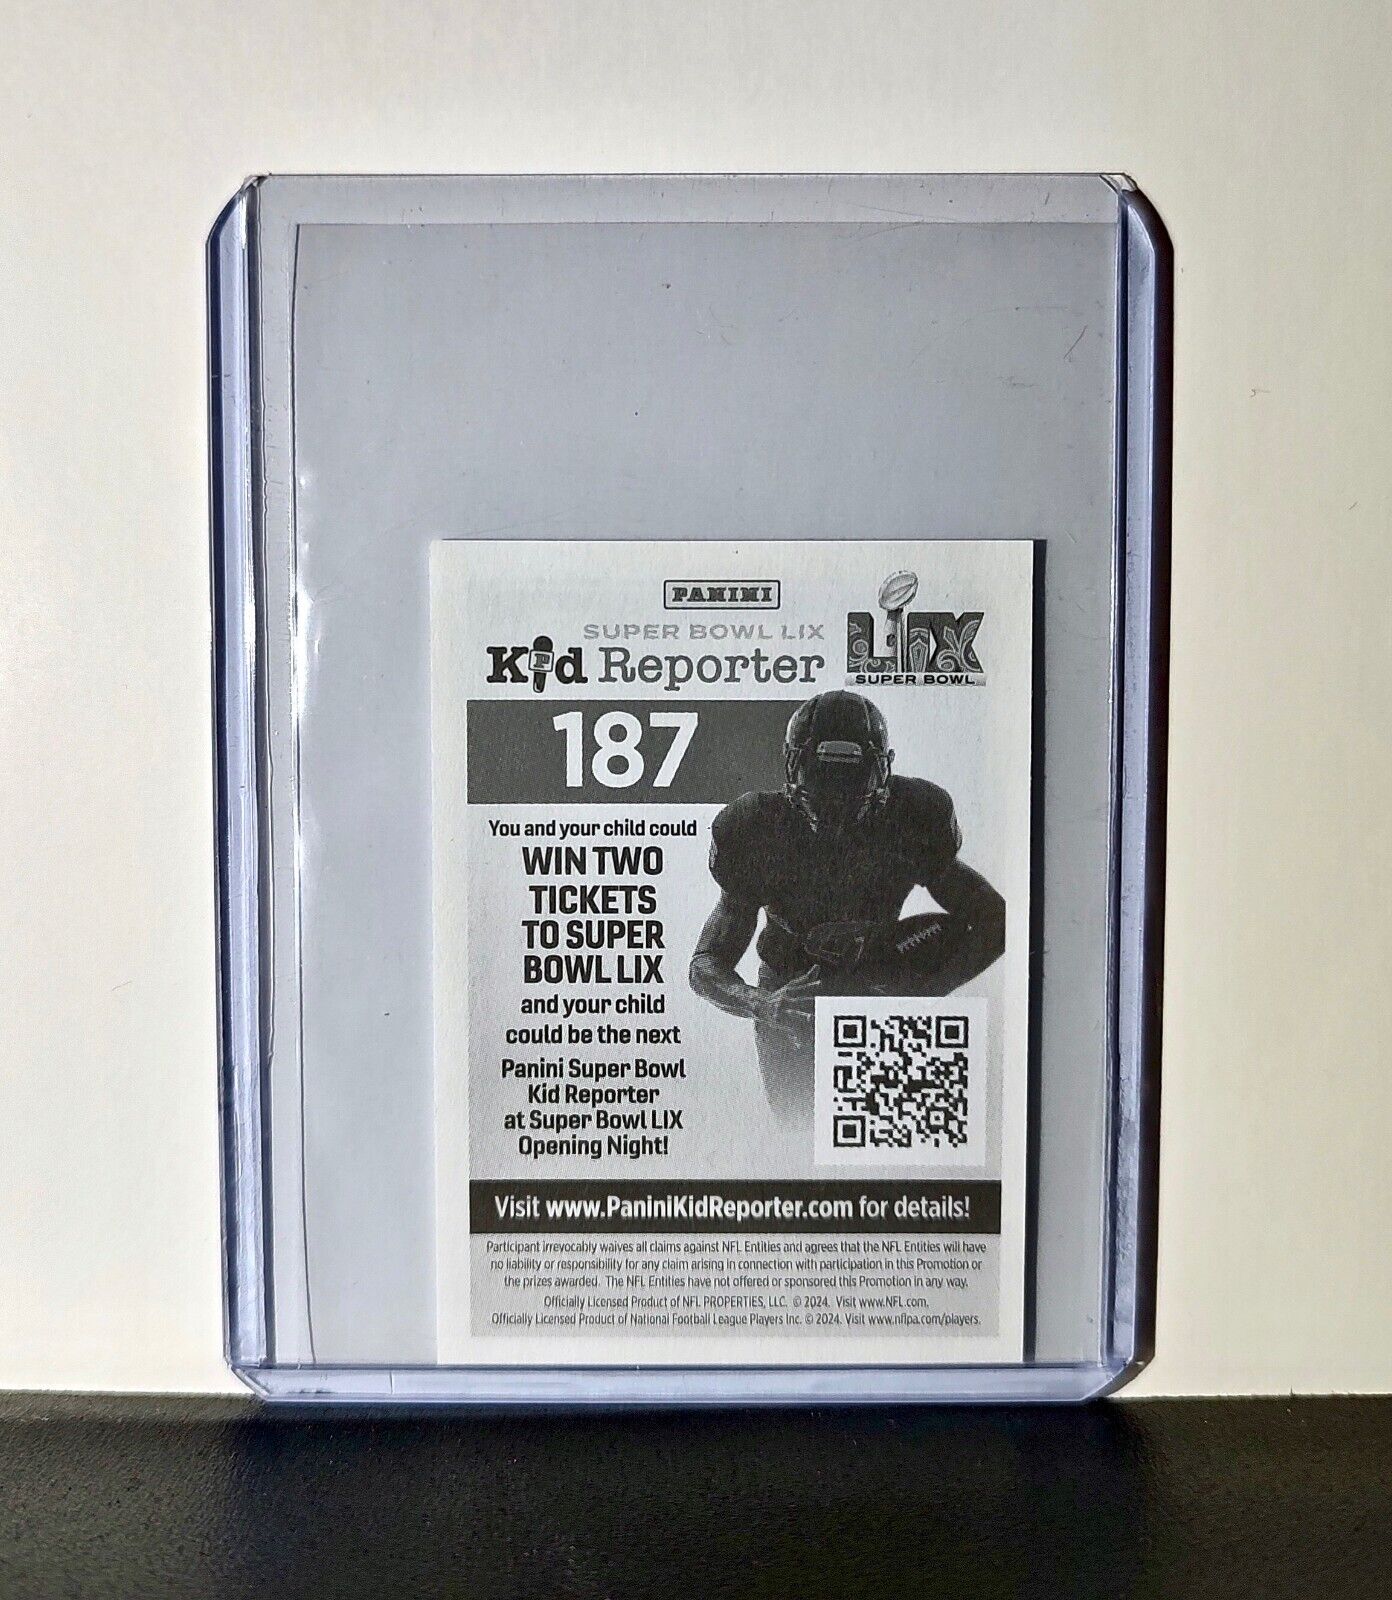 PANINI
SUPER BOWL LIX
Kid Reporter
LIX
SUPER BOWL
187
You and your child could
WIN TWO
TICKETS
TO SUPER
BOWL LIX
and your child
could be the next
Panini Super Bowl
Kid Reporter
at Super Bowl LIX
Opening Night!
Visit www.PaniniKidReporter.com for details!
Participant irrevocably waives all claims against NFL Entities and agrees that the NFL Entities will have
no liability or responsibility for any claim arising in connection with participation in this Promotion or
the prizes awarded. The NFL Entities have not offered or sponsored this Promotion in any way.
Officially Licensed Product of NFL PROPERTIES, LLC. © 2024. Visit www.NFL.com.
Officially Licensed Product of National Football League Players Inc. © 2024. Visit www.nflpa.com/players.